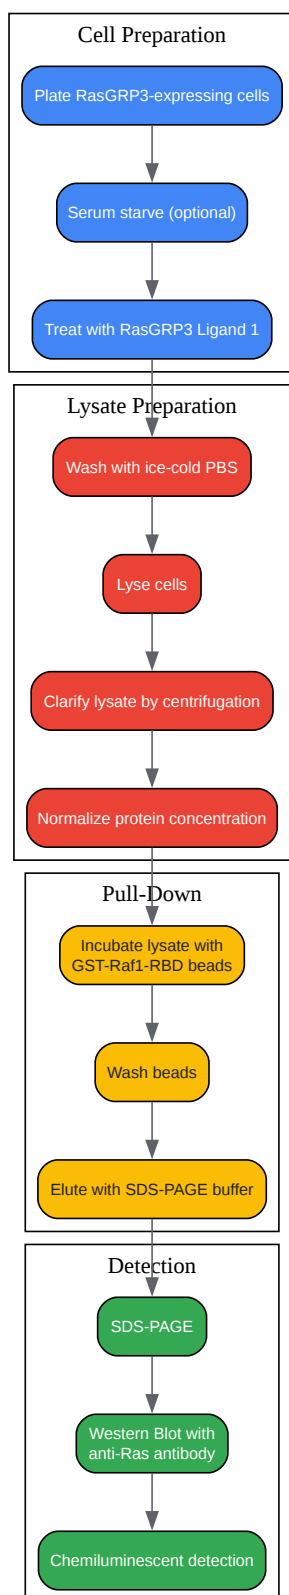 Cell Preparation
Plate RasGRP3-expressing cells
Serum starve (optional)
Treat with RasGRP3 Ligand 1
Lysate Preparation
Wash with ice-cold PBS
Lyse cells
Clarify lysate by centrifugation
Normalize protein concentration
Pull-Down
Incubate lysate with
GST-Raf1-RBD beads
Wash beads
Elute with SDS-PAGE buffer
Detection
SDS-PAGE
Western Blot with
anti-Ras antibody
Chemiluminescent detection